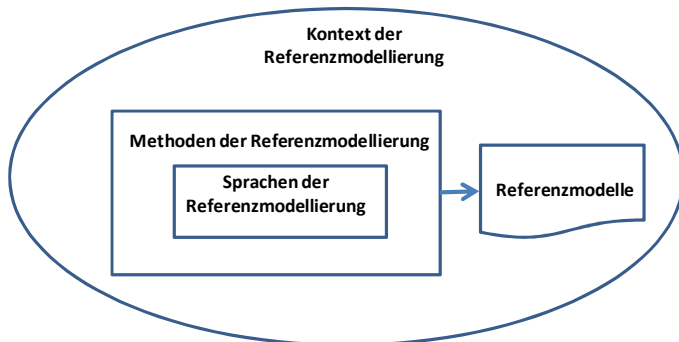 Kontext der
Referenzmodellierung
Methoden der Referenzmodellierung
Sprachen der
Referenzmodellierung
Referenzmodelle